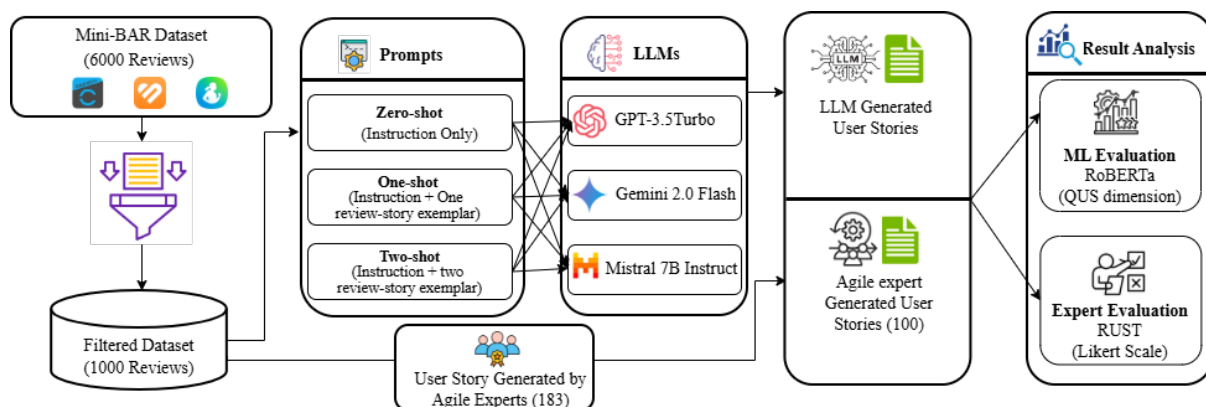 Mini-BAR Dataset
(6000 Reviews)
Filtered Dataset
(1000 Reviews)
Prompts
Zero-shot
(Instruction Only)
One-shot
(Instruction + One
review-story exemplar)
Two-shot
(Instruction + two
review-story exemplar)
User Story Generated by
Agile Experts (183)
LLMs
GPT-3.5Turbo
Gemini 2.0 Flash
Mistral 7B Instruct
LLM
LLM Generated
User Stories
Agile expert
Generated User
Stories (100)
Result Analysis
ML Evaluation
RoBERTa
(QUS dimension)
Expert Evaluation
RUST
(Likert Scale)